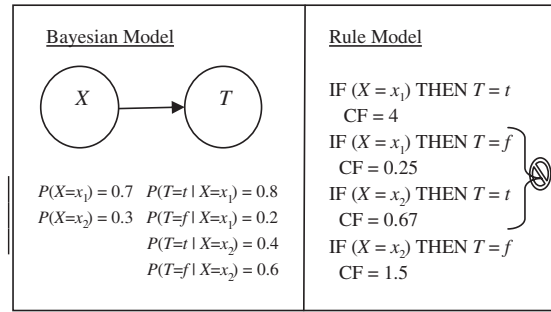 Bayesian Model
X
T
P(X=x₁) = 0.7 P(T=t | X=x₁) = 0.8
P(X=x₂) = 0.3 P(T=f | X=x₁) = 0.2
P(T=t | X=x₂) = 0.4
P(T=f | X=x₂) = 0.6
Rule Model
IF (X = x₁) THEN T = t
CF = 4
IF (X = x₁) THEN T = f
CF = 0.25
IF (X = x₂) THEN T = t
CF = 0.67
IF (X = x₂) THEN T = f
CF = 1.5